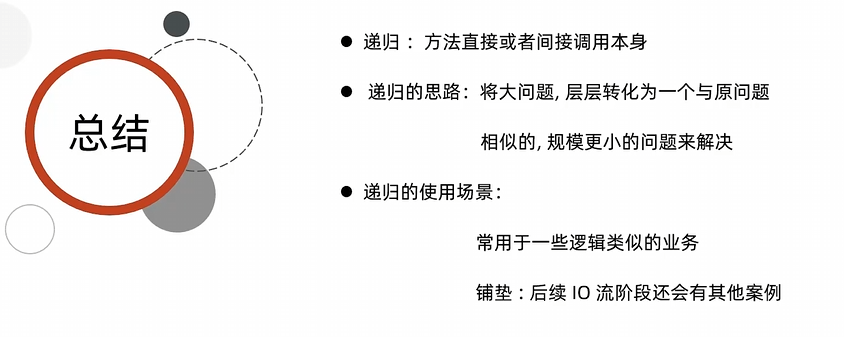 总结
递归：方法直接或者间接调用本身
递归的思路：将大问题, 层层转化为一个与原问题
相似的, 规模更小的问题来解决
递归的使用场景：
常用于一些逻辑类似的业务
铺垫：后续 IO 流阶段还会有其他案例